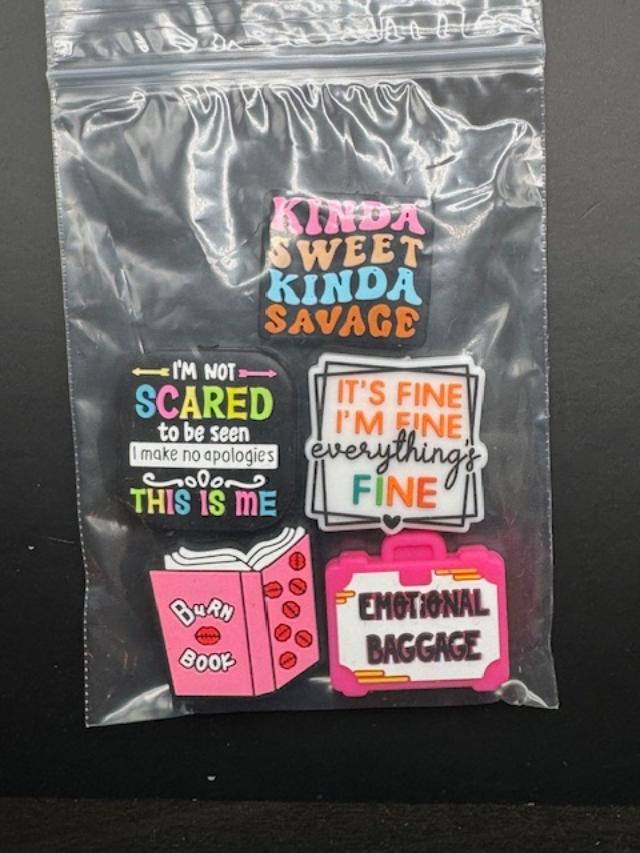 KINDA
SWEET
KINDA
SAVAGE
I'M NOT
SCARED
to be seen
I make no apologies
THIS IS ME
IT'S FINE
I'M FINE
everything's
FINE
BuRN
BOOK
EMOTiONAL
BAGGAGE